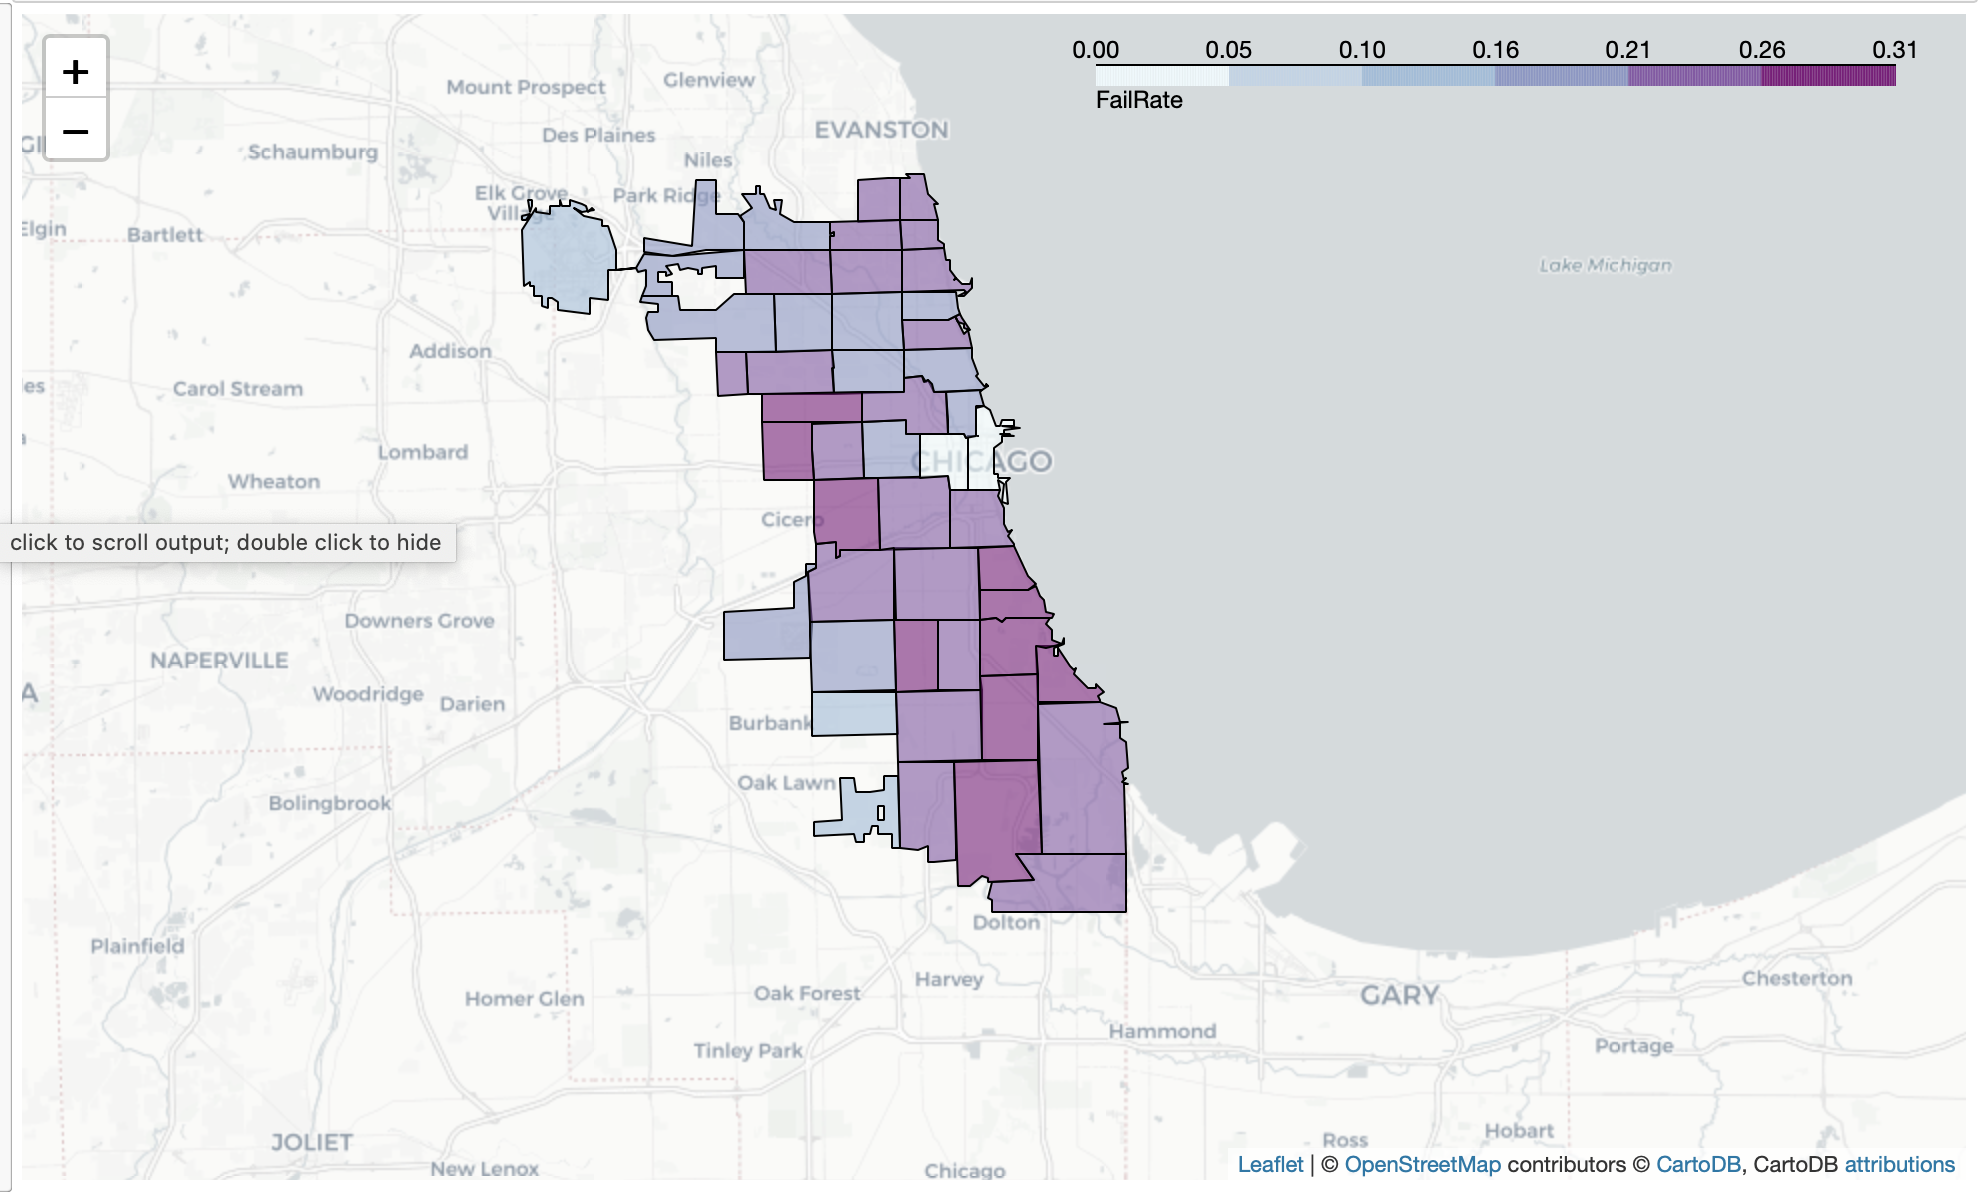 +
−
0.00 0.05 0.10 0.16 0.21 0.26 0.31
FailRate
Mount Prospect
Glenview
Des Plaines
EVANSTON
Schaumburg
Niles
Elk Grove
Village
Park Ridge
Elgin
Bartlett
Lake Michigan
Addison
Carol Stream
Lombard
CHICAGO
Wheaton
Cicero
click to scroll output; double click to hide
Downers Grove
NAPERVILLE
Woodridge
Darien
Burbank
Oak Lawn
Bolingbrook
Dolton
Plainfield
Harvey
Homer Glen
Oak Forest
GARY
Chesterton
Hammond
Tinley Park
Portage
JOLIET
Ross
Hobart
New Lenox
Chicago
Leaflet | © OpenStreetMap contributors © CartoDB, CartoDB attributions